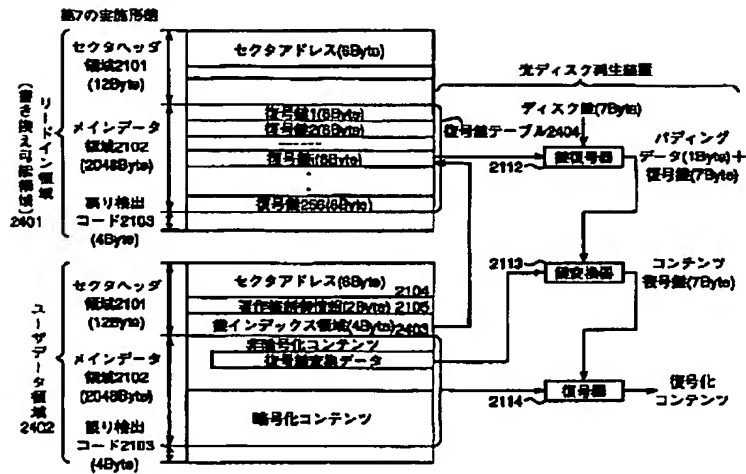 第7の実施形態
セクタヘッダ
領域2101
(12Byte)
メインデータ
領域2102
(2048Byte)
誤り検出
コード2103
(4Byte)
リードイン領域
(書き換え可能領域)
2401
セクタアドレス(6Byte)
復号鍵1(8Byte)
復号鍵2(8Byte)
復号鍵i(8Byte)
復号鍵256(8Byte)
光ディスク再生装置
ディスク鍵(7Byte)
復号鍵テーブル2404
2112
鍵復号器
パディング
データ(1Byte)+
復号鍵(7Byte)
2113
鍵変換器
コンテンツ
復号鍵(7Byte)
2114
復号器
復号化
コンテンツ
セクタヘッダ
領域2101
(12Byte)
メインデータ
領域2102
(2048Byte)
誤り検出
コード2103
(4Byte)
ユーザデータ領域
2402
セクタアドレス(6Byte)
2104
著作権制御情報(2Byte)2105
鍵インデックス領域(4Byte)2403
非暗号化コンテンツ
復号鍵変換データ
暗号化コンテンツ